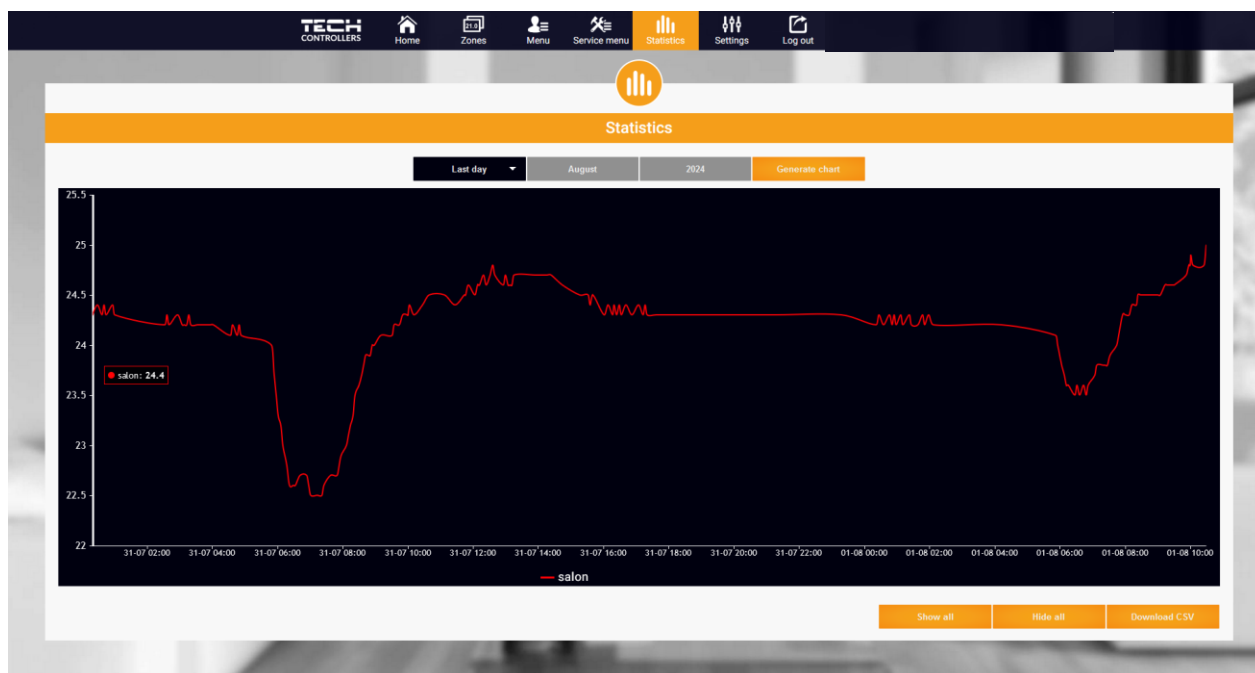 TECH
CONTROLLERS
Home
21.0
Zones
Menu
Service menu
Statistics
Settings
Log out
Statistics
Last day
August
2024
Generate chart
25.5
25
24.5
24
salon: 24.4
23.5
23
22.5
22
31-07 02:00 31-07 04:00 31-07 06:00 31-07 08:00 31-07 10:00 31-07 12:00 31-07 14:00 31-07 16:00 31-07 18:00 31-07 20:00 31-07 22:00 01-08 00:00 01-08 02:00 01-08 04:00 01-08 06:00 01-08 08:00 01-08 10:00
salon
Show all
Hide all
Download CSV